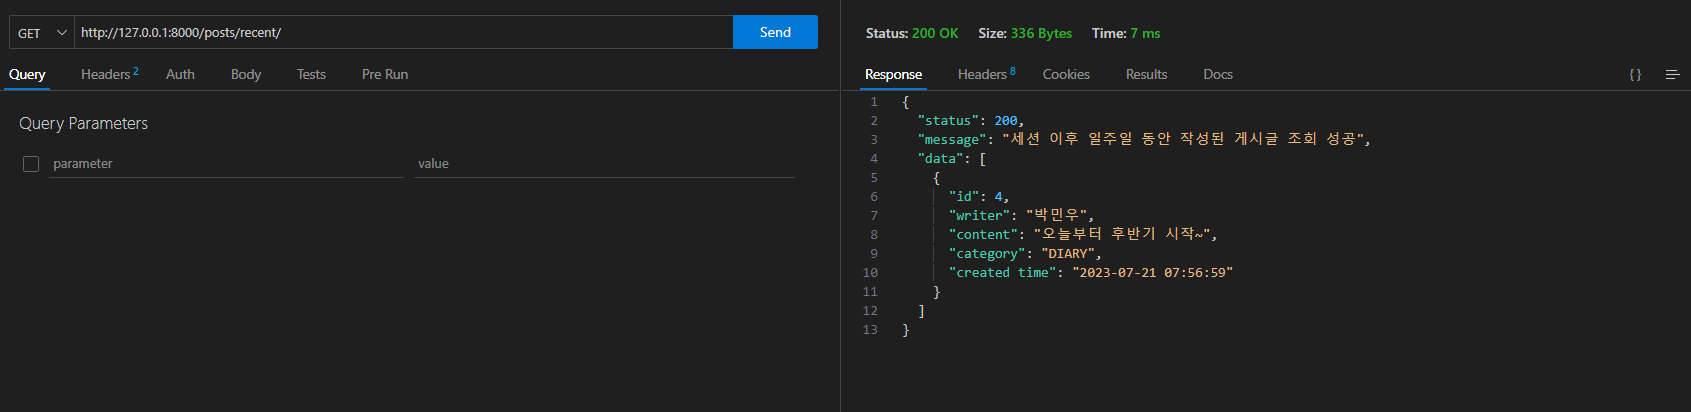 GET http://127.0.0.1:8000/posts/recent/ Send
Query Headers 2 Auth Body Tests Pre Run
Query Parameters
parameter value
Status: 200 OK Size: 336 Bytes Time: 7 ms
Response Headers 8 Cookies Results Docs {}
1 {
2 "status": 200,
3 "message": "세션 이후 일주일 동안 작성된 게시글 조회 성공",
4 "data": [
5 {
6 "id": 4,
7 "writer": "박민우",
8 "content": "오늘부터 후반기 시작~",
9 "category": "DIARY",
10 "created time": "2023-07-21 07:56:59"
11 }
12 ]
13 }